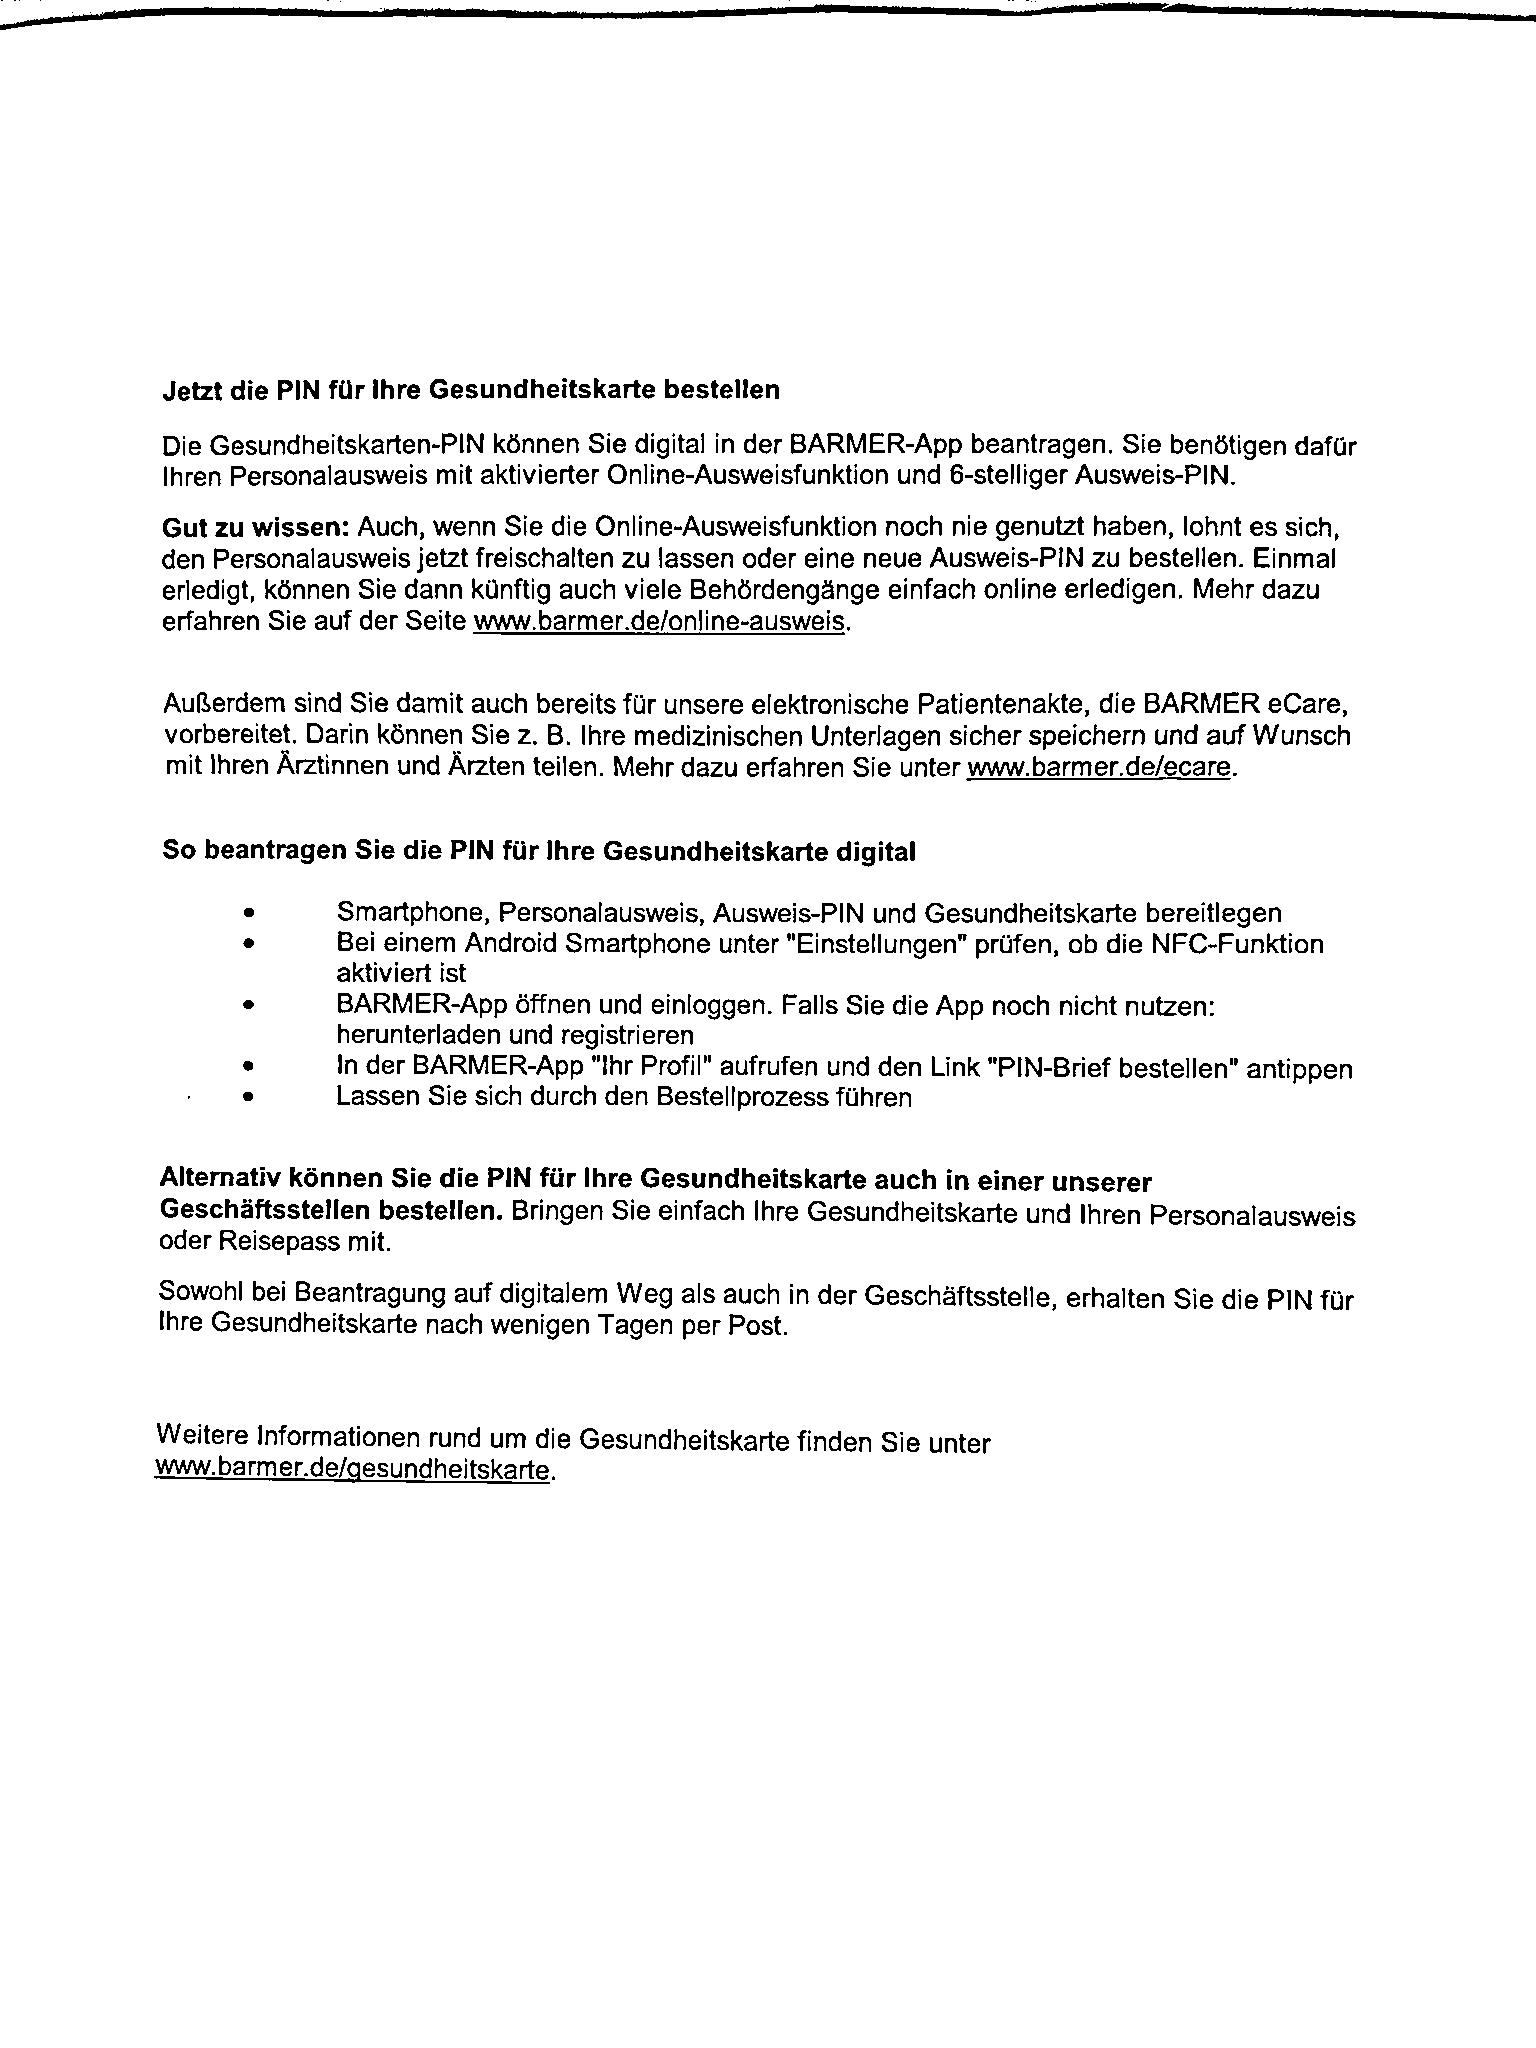 Jetzt die PIN für Ihre Gesundheitskarte bestellen
Die Gesundheitskarten-PIN können Sie digital in der BARMER-App beantragen. Sie benötigen dafür
Ihren Personalausweis mit aktivierter Online-Ausweisfunktion und 6-stelliger Ausweis-PIN.
Gut zu wissen: Auch, wenn Sie die Online-Ausweisfunktion noch nie genutzt haben, lohnt es sich,
den Personalausweis jetzt freischalten zu lassen oder eine neue Ausweis-PIN zu bestellen. Einmal
erledigt, können Sie dann künftig auch viele Behördengänge einfach online erledigen. Mehr dazu
erfahren Sie auf der Seite www.barmer.de/online-ausweis.
Außerdem sind Sie damit auch bereits für unsere elektronische Patientenakte, die BARMER eCare,
vorbereitet. Darin können Sie z. B. Ihre medizinischen Unterlagen sicher speichern und auf Wunsch
mit Ihren Ärztinnen und Ärzten teilen. Mehr dazu erfahren Sie unter www.barmer.de/ecare.
So beantragen Sie die PIN für Ihre Gesundheitskarte digital
• Smartphone, Personalausweis, Ausweis-PIN und Gesundheitskarte bereitlegen
• Bei einem Android Smartphone unter "Einstellungen" prüfen, ob die NFC-Funktion
aktiviert ist
• BARMER-App öffnen und einloggen. Falls Sie die App noch nicht nutzen:
herunterladen und registrieren
• In der BARMER-App "Ihr Profil" aufrufen und den Link "PIN-Brief bestellen" antippen
• Lassen Sie sich durch den Bestellprozess führen
Alternativ können Sie die PIN für Ihre Gesundheitskarte auch in einer unserer
Geschäftsstellen bestellen. Bringen Sie einfach Ihre Gesundheitskarte und Ihren Personalausweis
oder Reisepass mit.
Sowohl bei Beantragung auf digitalem Weg als auch in der Geschäftsstelle, erhalten Sie die PIN für
Ihre Gesundheitskarte nach wenigen Tagen per Post.
Weitere Informationen rund um die Gesundheitskarte finden Sie unter
www.barmer.de/gesundheitskarte.